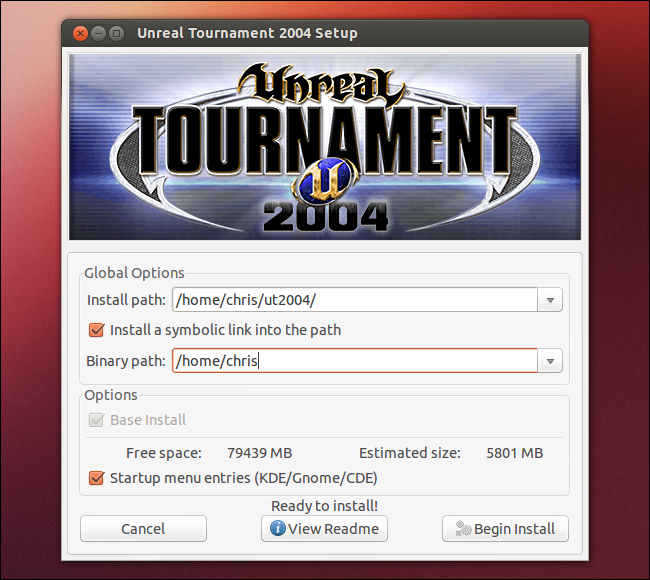 Unreal Tournament 2004 Setup
UNREAL
TOURNAMENT
U
2004
Global Options
Install path: /home/chris/ut2004/
Install a symbolic link into the path
Binary path: /home/chris
Options
Base Install
Free space: 79439 MB Estimated size: 5801 MB
Startup menu entries (KDE/Gnome/CDE)
Ready to install!
Cancel View Readme Begin Install